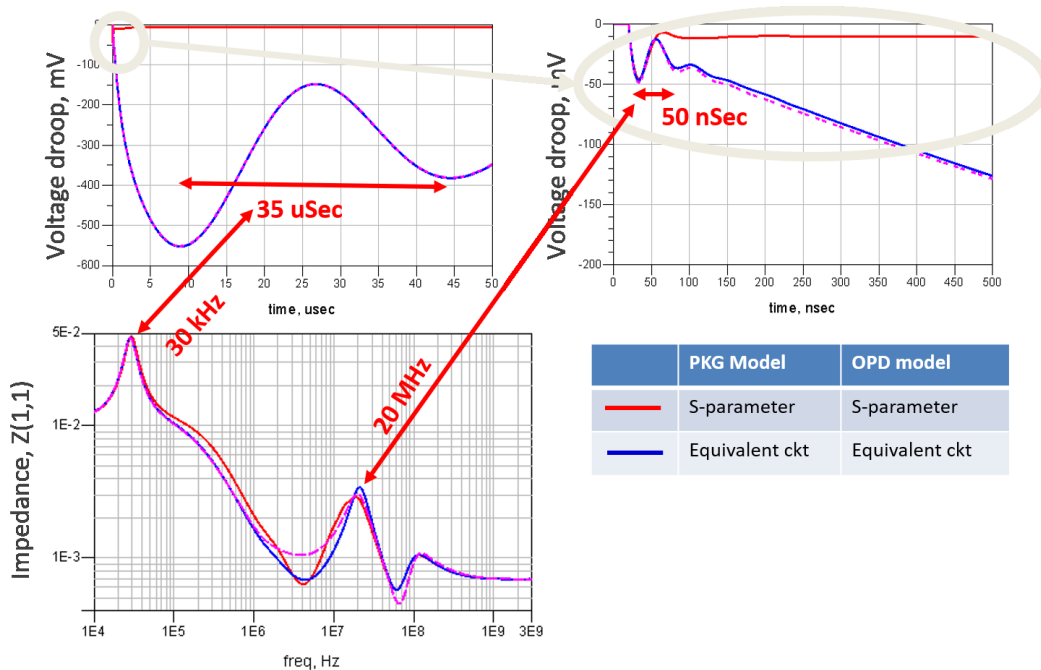 Voltage droop, mV
0
-100
-200
-300
-400
-500
-600
35 uSec
0 5 10 15 20 25 30 35 40 45 50
time, usec
Voltage droop, mV
0
-50
-100
-150
-200
50 nSec
0 50 100 150 200 250 300 350 400 450 500
time, nsec
30 kHz
20 MHz
Impedance, Z(1,1)
5E-2
1E-2
1E-3
1E4 1E5 1E6 1E7 1E8 1E9 3E9
freq, Hz
PKG Model OPD model
S-parameter S-parameter
Equivalent ckt Equivalent ckt